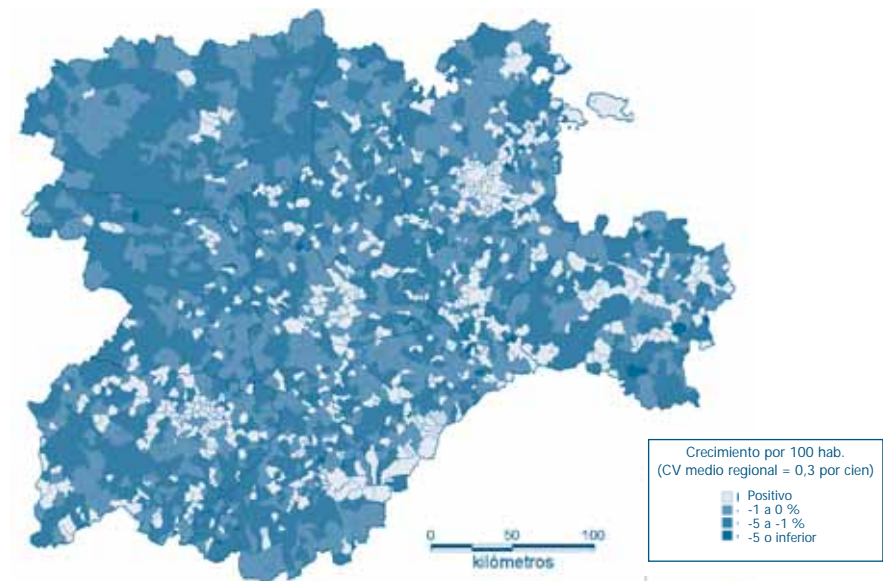 Crecimiento por 100 hab.
(CV medio regional = 0,3 por cien)
Positivo
-1 a 0 %
-5 a -1 %
-5 o inferior
0 50 100
kilómetros